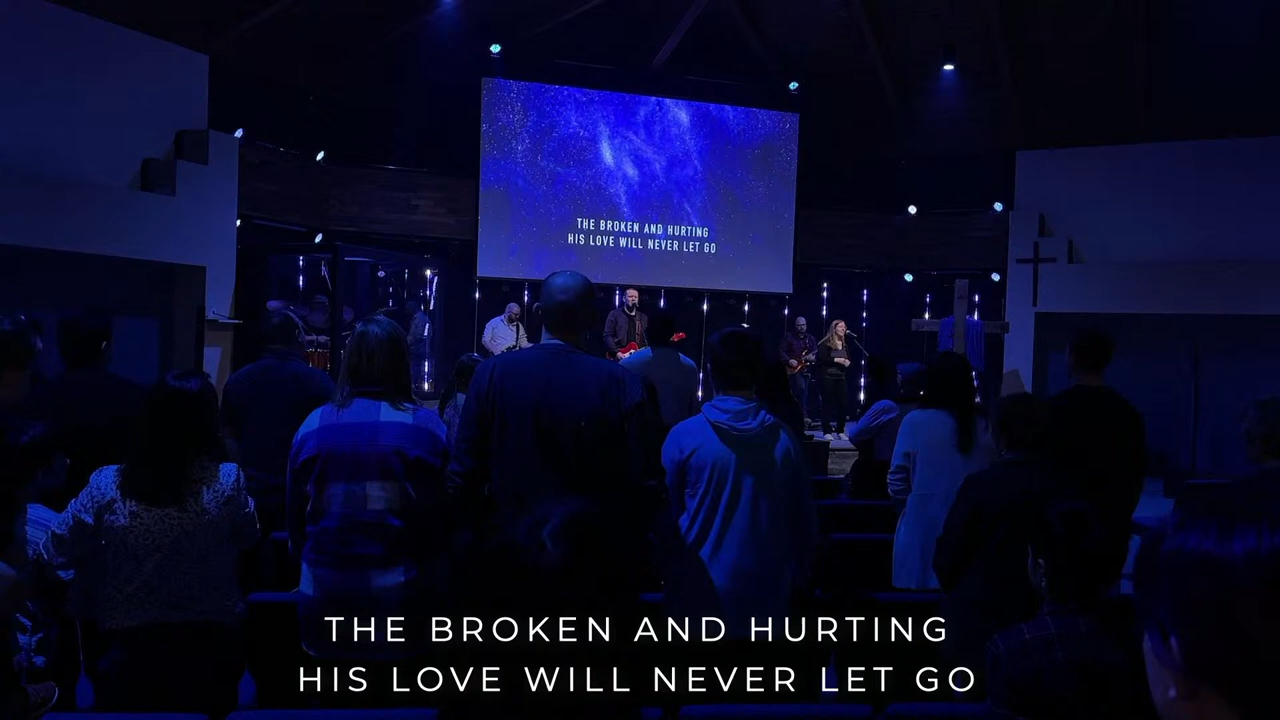 THE BROKEN AND HURTING
HIS LOVE WILL NEVER LET GO
THE BROKEN AND HURTING
HIS LOVE WILL NEVER LET GO